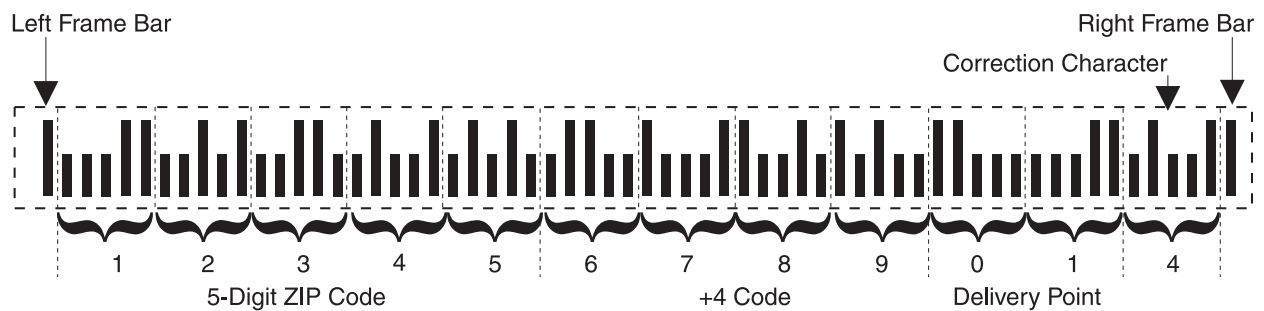 Left Frame Bar
Right Frame Bar
Correction Character
1 2 3 4 5 6 7 8 9 0 1 4
5-Digit ZIP Code +4 Code Delivery Point